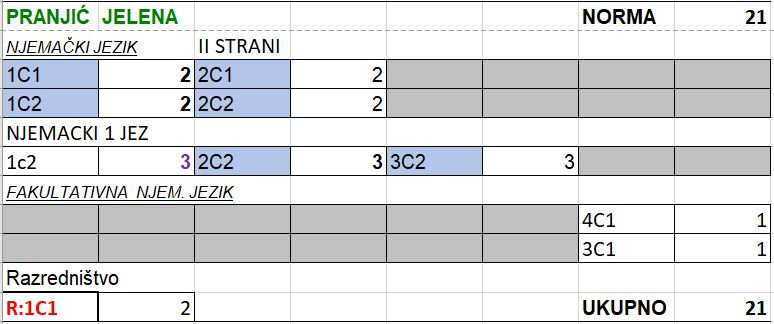 PRANJIĆ JELENA NORMA 21
NJEMAČKI JEZIK II STRANI
1C1 2 2C1 2
1C2 2 2C2 2
NJEMACKI 1 JEZ
1c2 3 2C2 3 3C2 3
FAKULTATIVNA NJEM. JEZIK
4C1 1
3C1 1
Razredništvo
R:1C1 2 UKUPNO 21